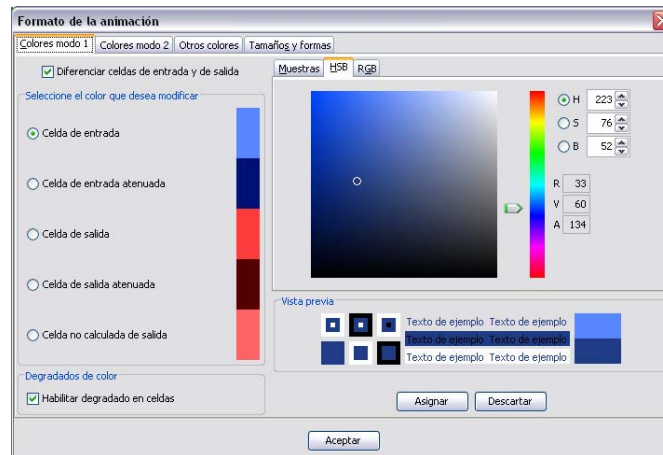 Formato de la animación
Colores modo 1 Colores modo 2 Otros colores Tamaños y formas
Diferenciar celdas de entrada y de salida
Seleccione el color que desea modificar
Celda de entrada
Celda de entrada atenuada
Celda de salida
Celda de salida atenuada
Celda no calculada de salida
Degradados de color
Habilitar degradado en celdas
Muestras HSB RGB
H 223
S 76
B 52
R 33
V 60
A 134
Vista previa
Texto de ejemplo Texto de ejemplo
Texto de ejemplo Texto de ejemplo
Texto de ejemplo Texto de ejemplo
Asignar Descartar
Aceptar